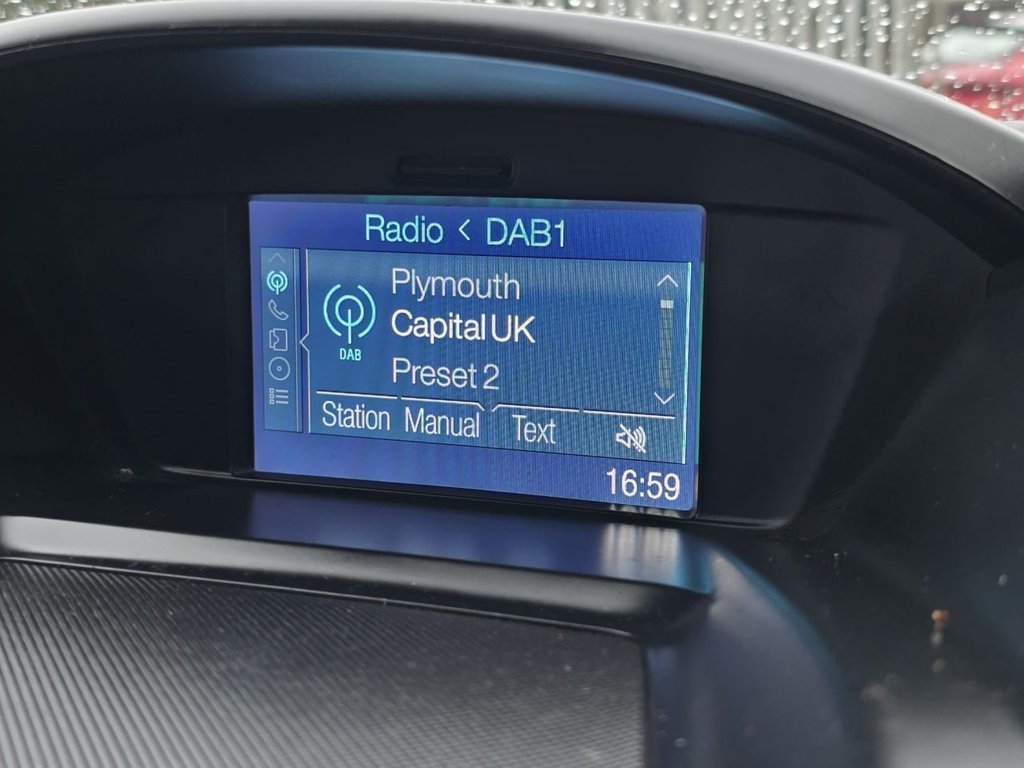 Radio < DAB1
Plymouth
Capital UK
DAB
Preset 2
Station Manual Text
16:59